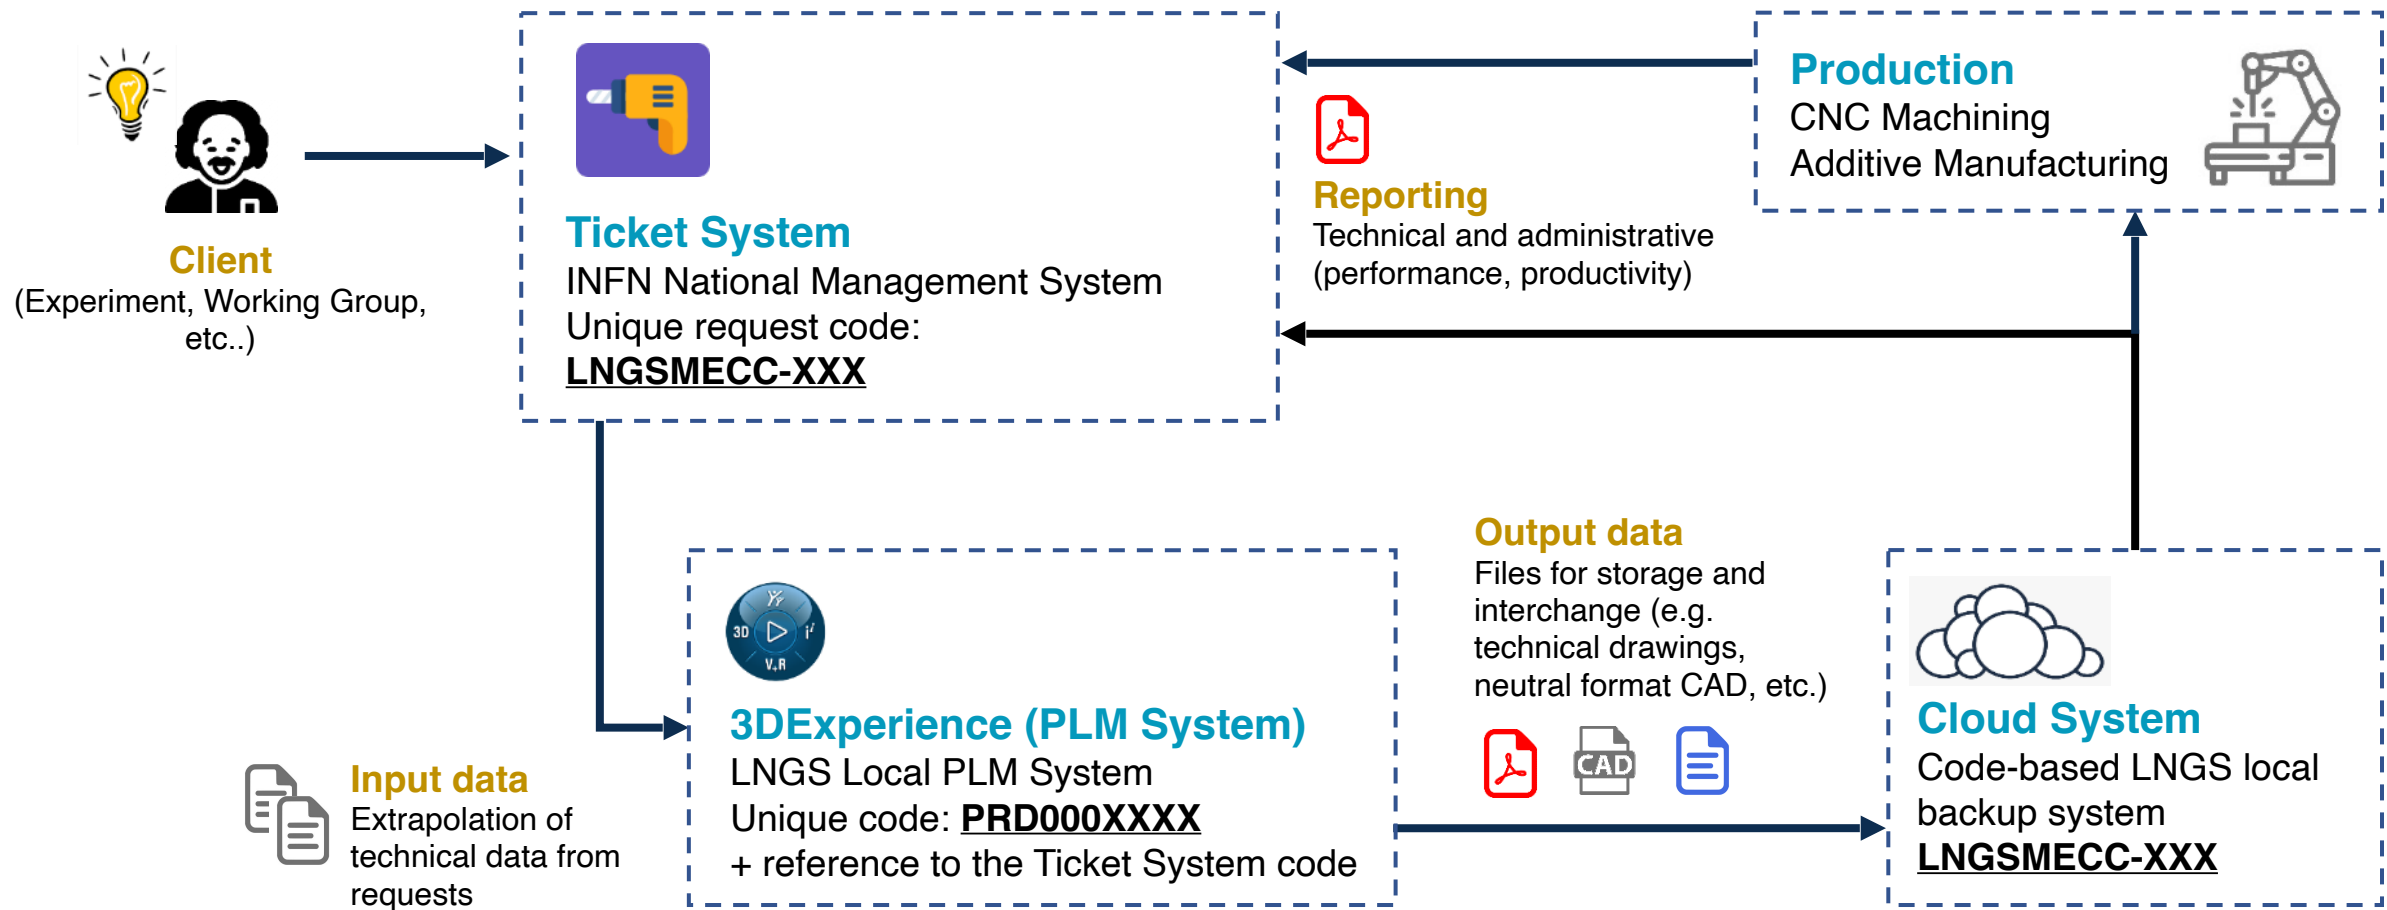 Client
(Experiment, Working Group,
etc..)
Ticket System
INFN National Management System
Unique request code:
LNGSMECC-XXX
Reporting
Technical and administrative
(performance, productivity)
Production
CNC Machining
Additive Manufacturing
Input data
Extrapolation of
technical data from
requests
3D
V+R
3DExperience (PLM System)
LNGS Local PLM System
Unique code: PRD000XXXX
+ reference to the Ticket System code
Output data
Files for storage and
interchange (e.g.
technical drawings,
neutral format CAD, etc.)
CAD
Cloud System
Code-based LNGS local
backup system
LNGSMECC-XXX